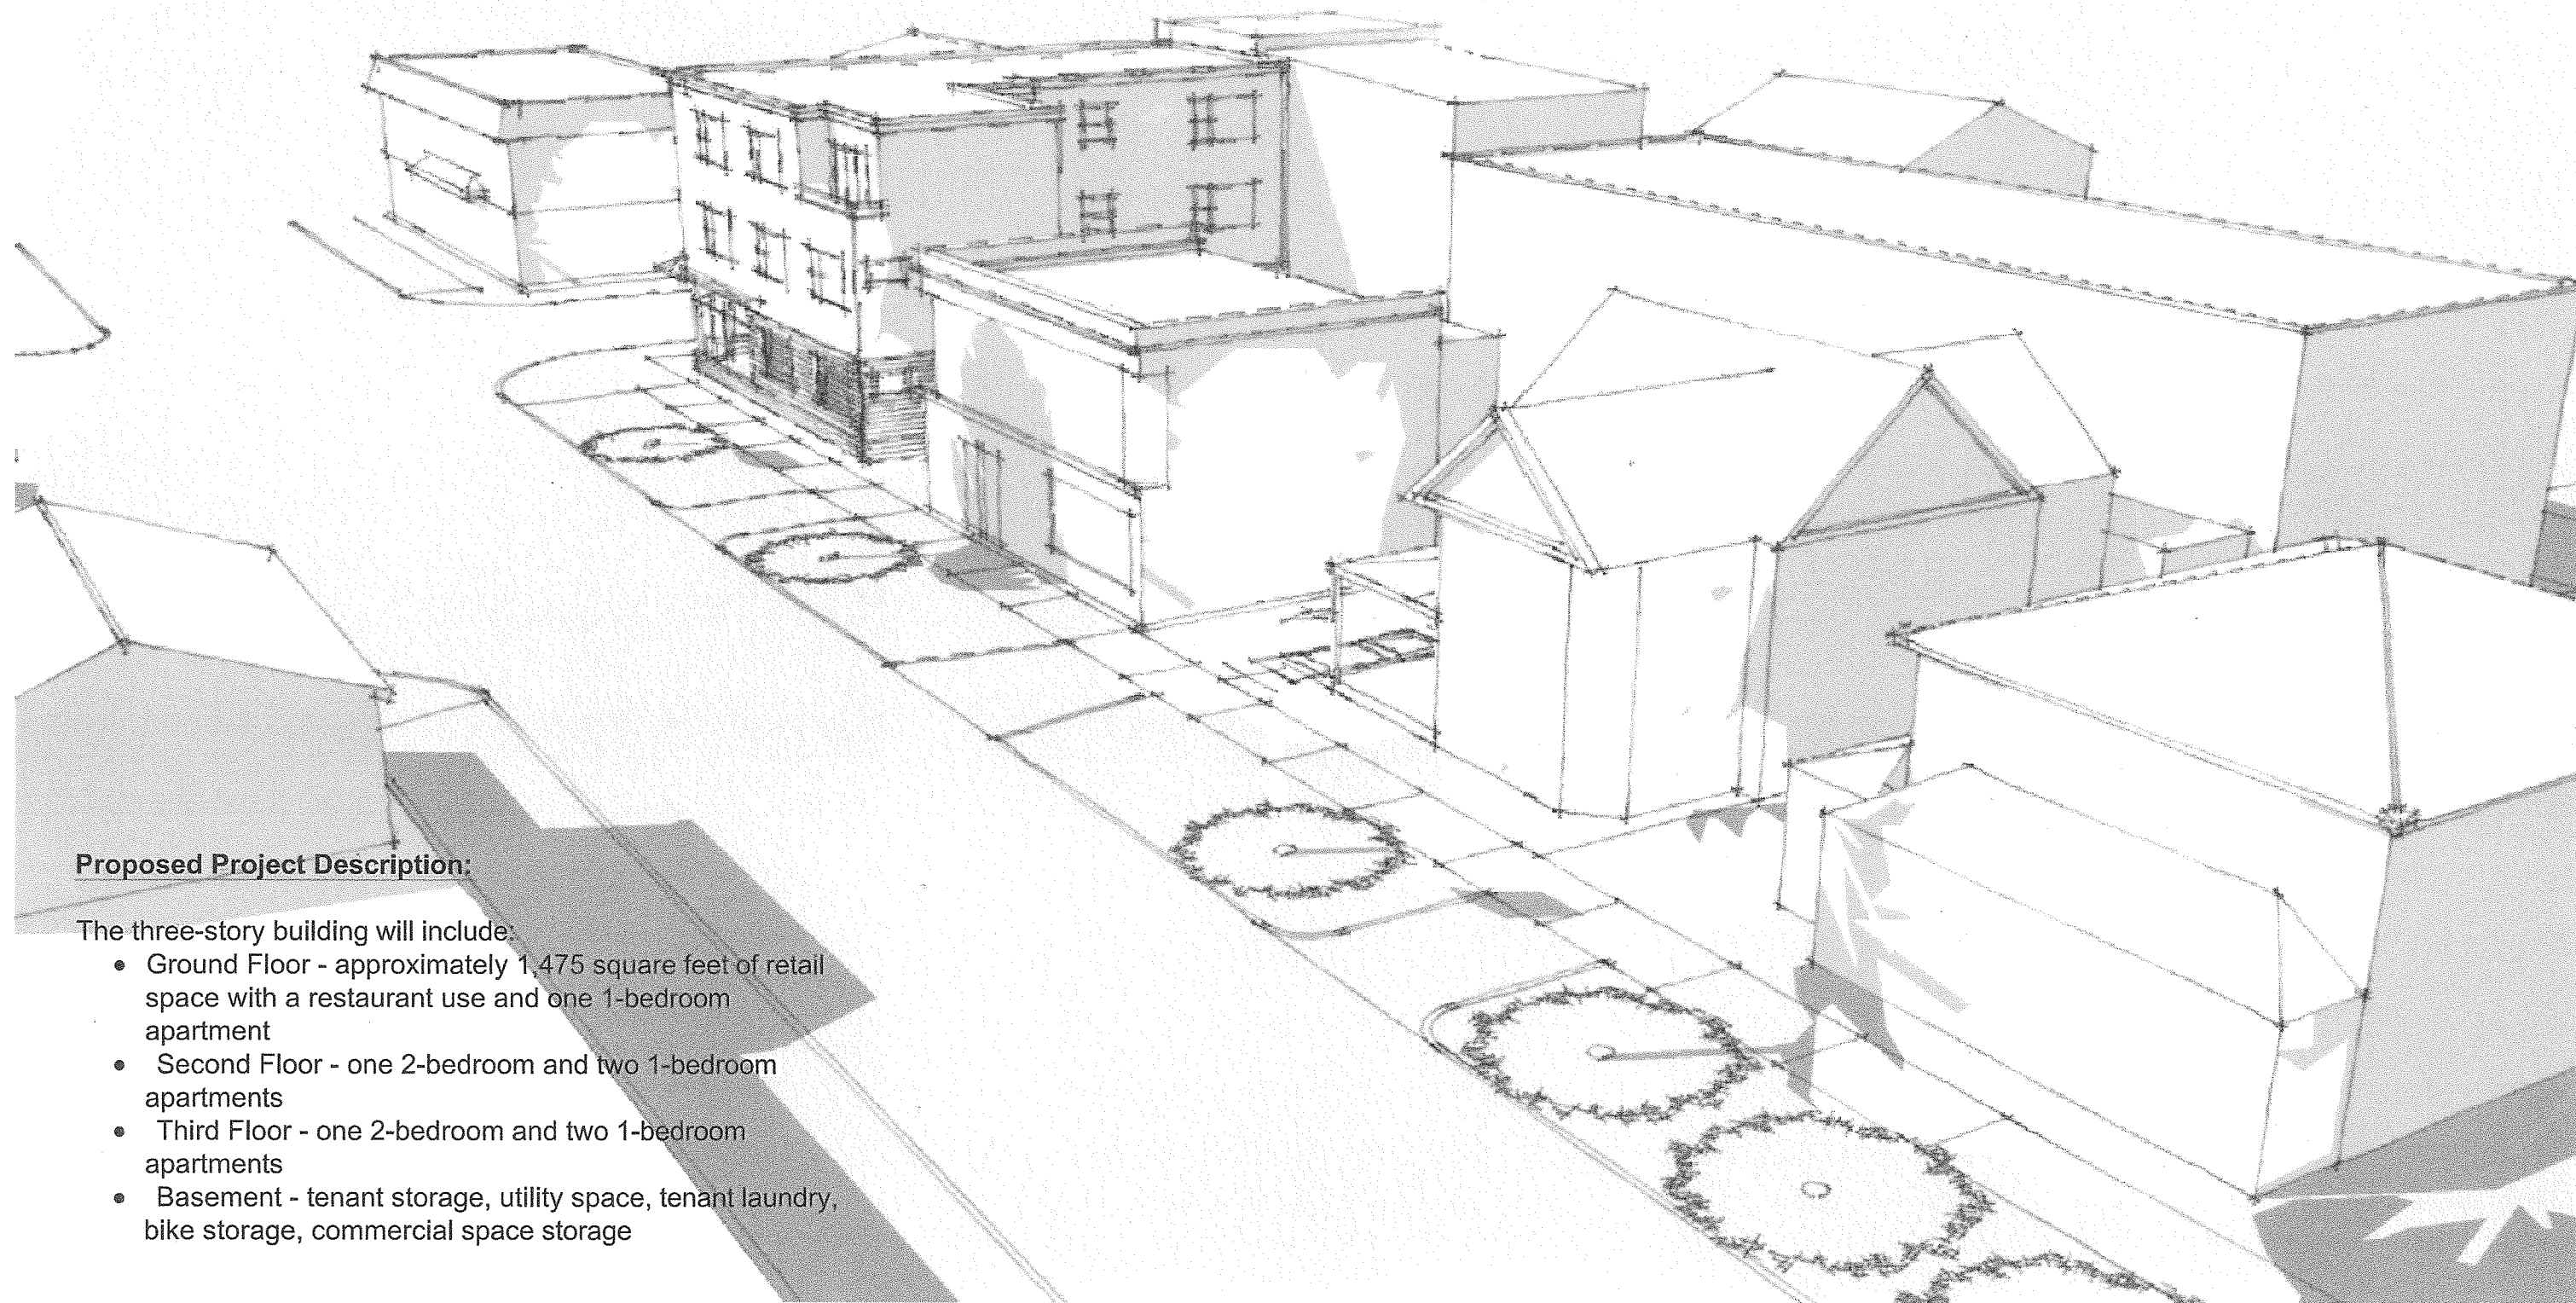 Proposed Project Description:
The three-story building will include:
• Ground Floor - approximately 1,475 square feet of retail
space with a restaurant use and one 1-bedroom
apartment
• Second Floor - one 2-bedroom and two 1-bedroom
apartments
• Third Floor - one 2-bedroom and two 1-bedroom
apartments
• Basement - tenant storage, utility space, tenant laundry,
bike storage, commercial space storage